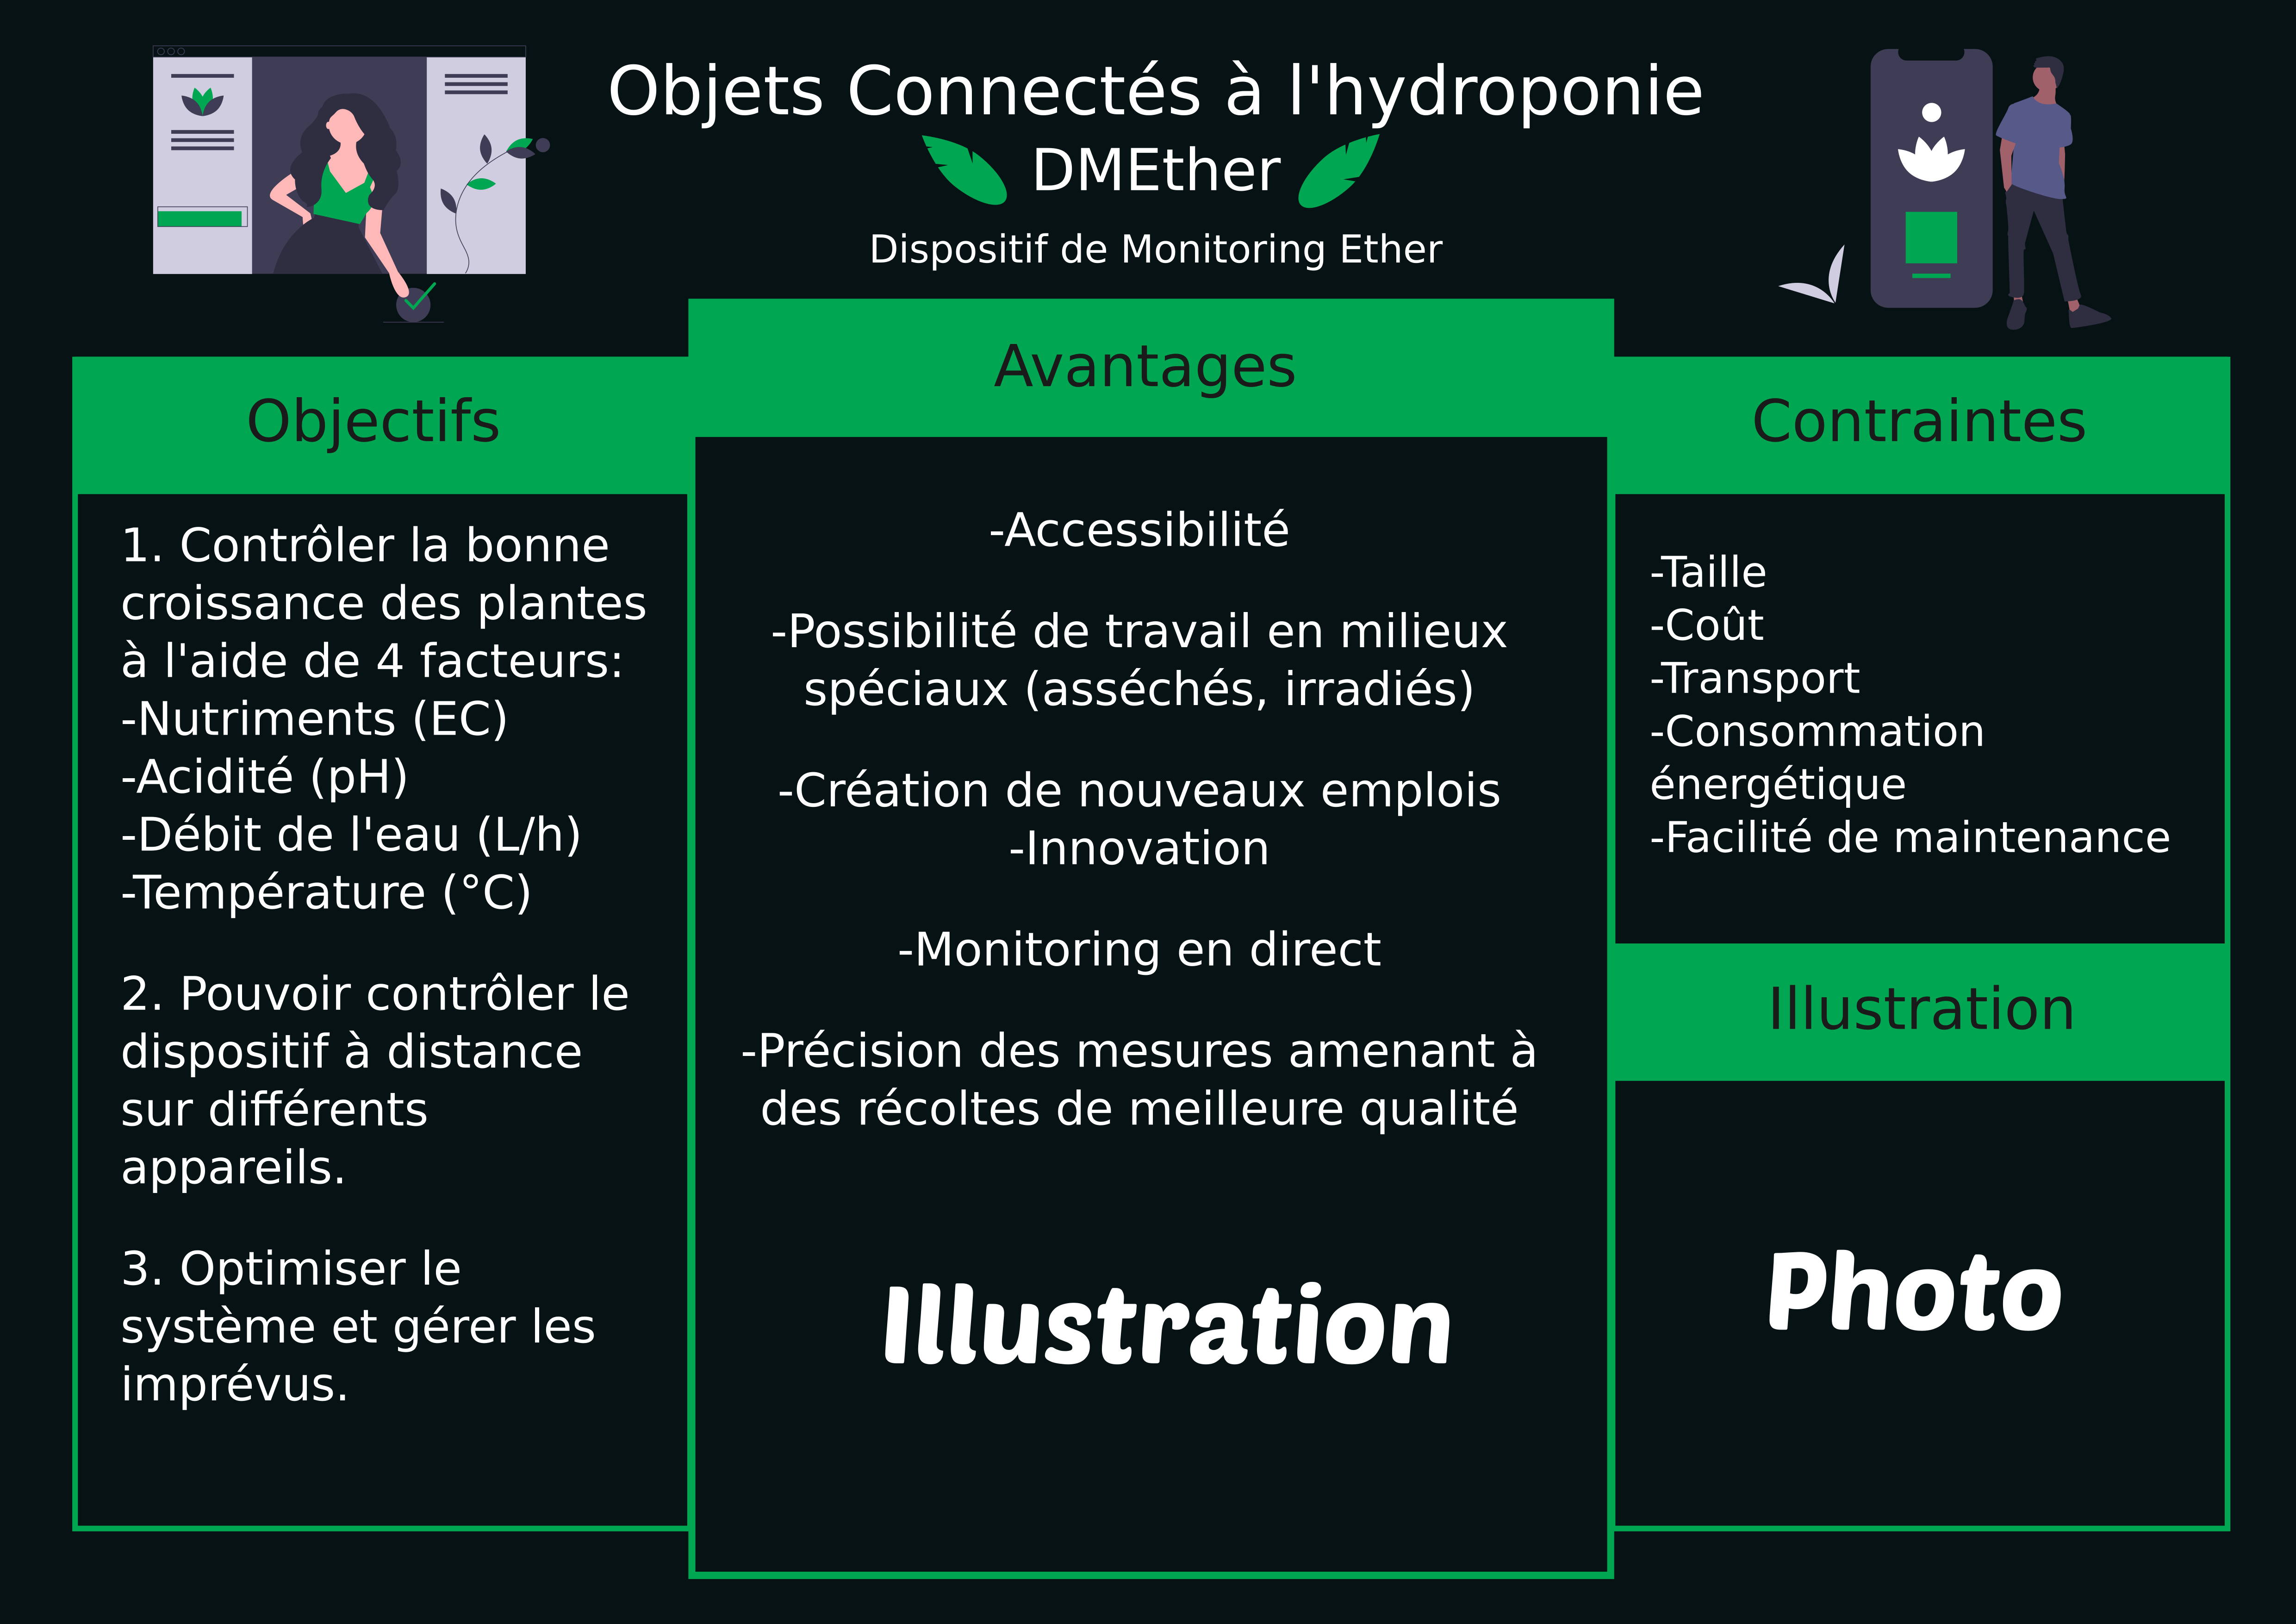 Objets Connectés à l'hydroponie
DMEther
Dispositif de Monitoring Ether
Objectifs
1. Contrôler la bonne
croissance des plantes
à l'aide de 4 facteurs:
-Nutriments (EC)
-Acidité (pH)
-Débit de l'eau (L/h)
-Température (°C)
2. Pouvoir contrôler le
dispositif à distance
sur différents
appareils.
3. Optimiser le
système et gérer les
imprévus.
Avantages
-Accessibilité
-Possibilité de travail en milieux
spéciaux (asséchés, irradiés)
-Création de nouveaux emplois
-Innovation
-Monitoring en direct
-Précision des mesures amenant à
des récoltes de meilleure qualité
Illustration
Contraintes
-Taille
-Coût
-Transport
-Consommation
énergétique
-Facilité de maintenance
Illustration
Photo